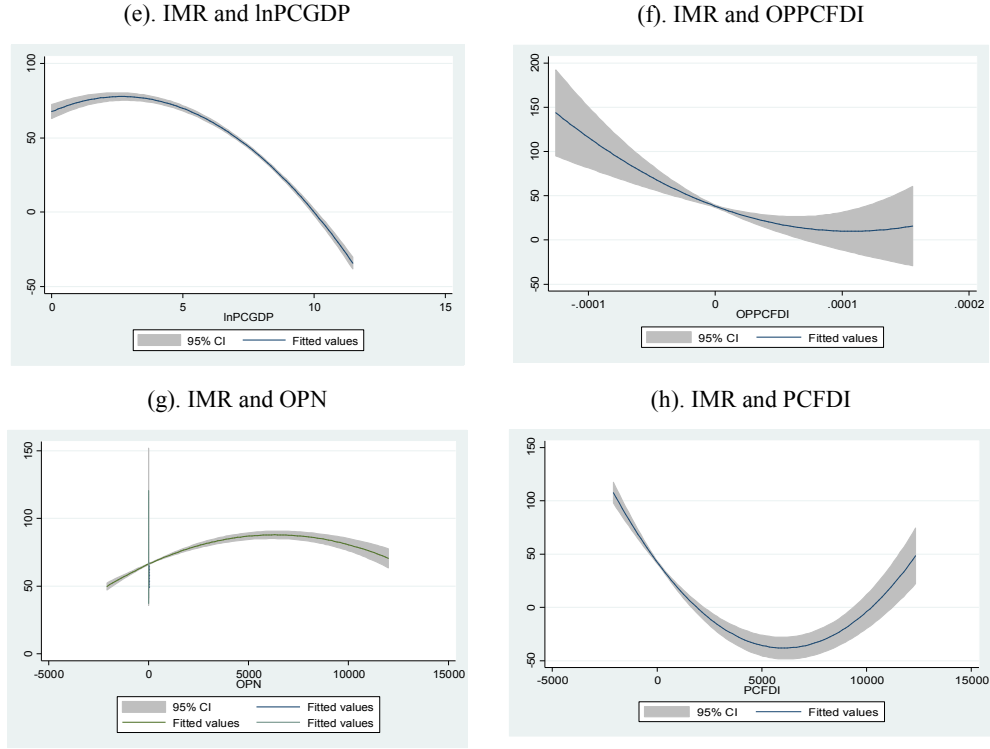 (e). IMR and lnPCGDP
(f). IMR and OPPCFDI
100
50
0
-50
0
5
10
15
lnPCGDP
95% CI
Fitted values
200
150
100
50
0
-50
-.0001
0
.0001
.0002
OPPCFDI
95% CI
Fitted values
(g). IMR and OPN
(h). IMR and PCFDI
150
100
50
0
-5000
0
5000
10000
15000
OPN
95% CI
Fitted values
Fitted values
Fitted values
150
100
50
0
-50
-5000
0
5000
10000
15000
PCFDI
95% CI
Fitted values